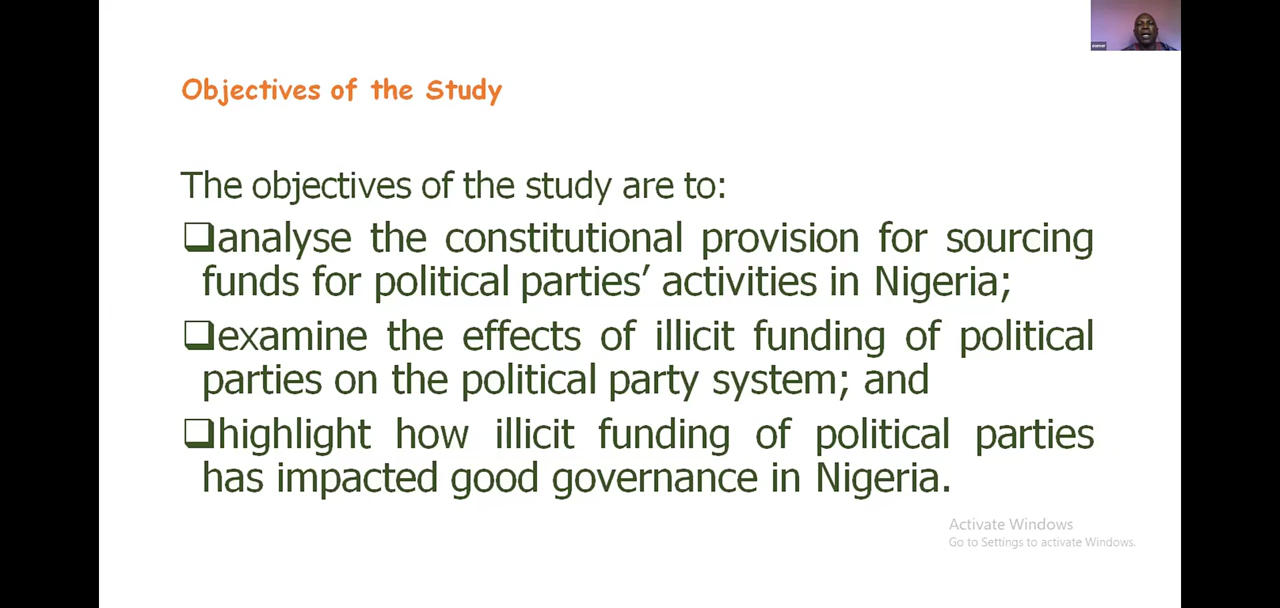 Objectives of the Study
The objectives of the study are to:
❑analyse the constitutional provision for sourcing
funds for political parties’ activities in Nigeria;
❑examine the effects of illicit funding of political
parties on the political party system; and
❑highlight how illicit funding of political parties
has impacted good governance in Nigeria.
Activate Windows
Go to Settings to activate Windows.